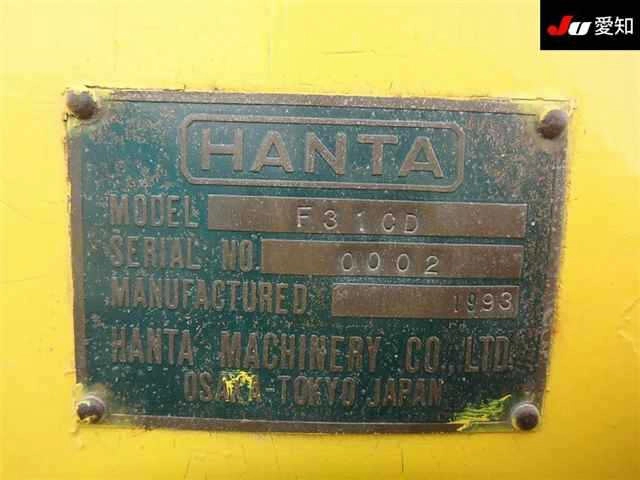 JU 愛知
HANTA
MODEL F31CD
SERIAL NO. 0002
MANUFACTURED 1993
HANTA MACHINERY CO., LTD.
OSAKA-TOKYO JAPAN